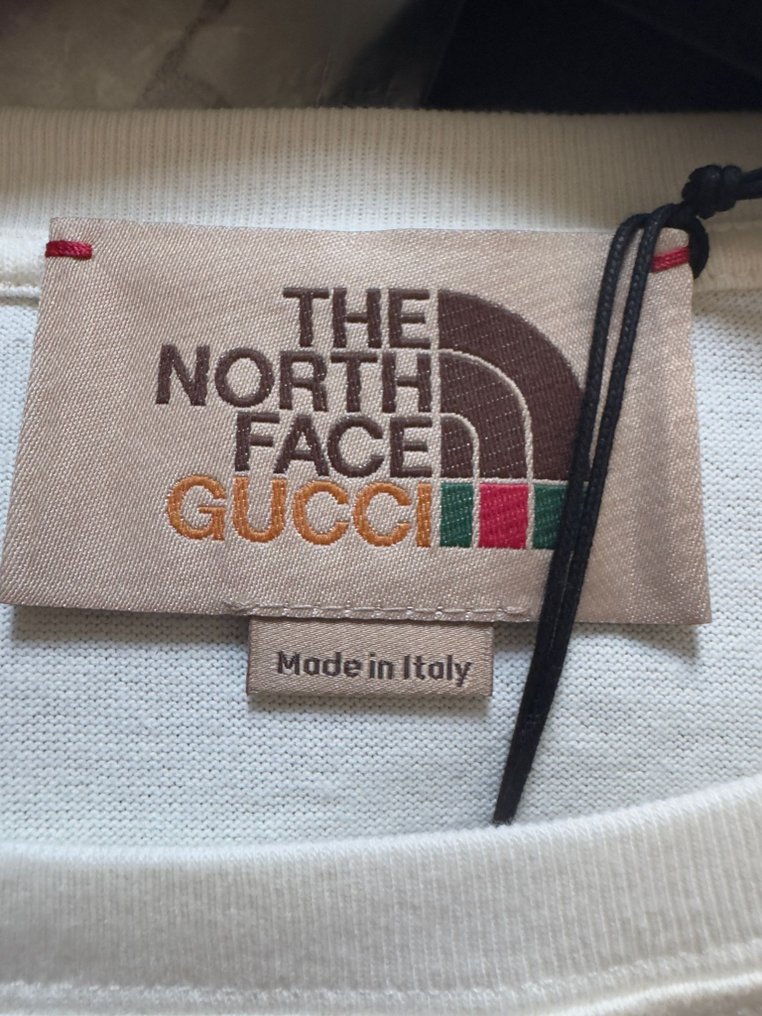 THE
NORTH
FACE
GUCCI
Made in Italy